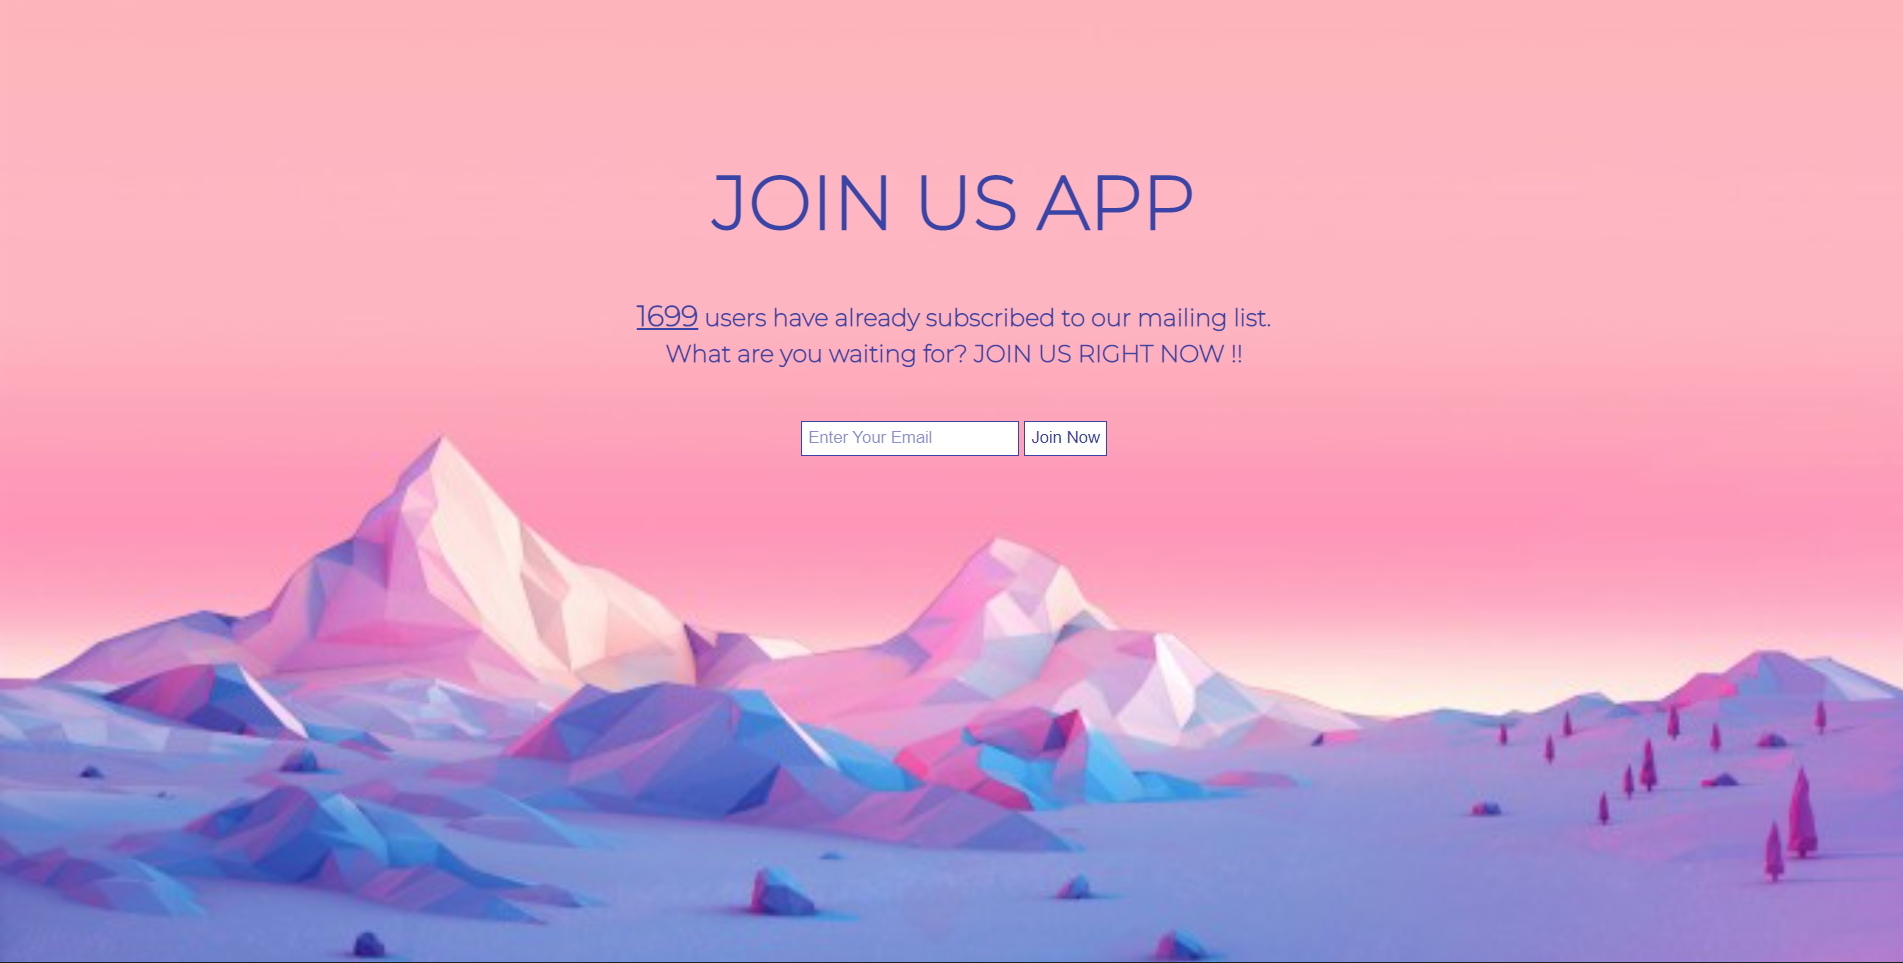 JOIN US APP
1699 users have already subscribed to our mailing list.
What are you waiting for? JOIN US RIGHT NOW !!
Enter Your Email
Join Now